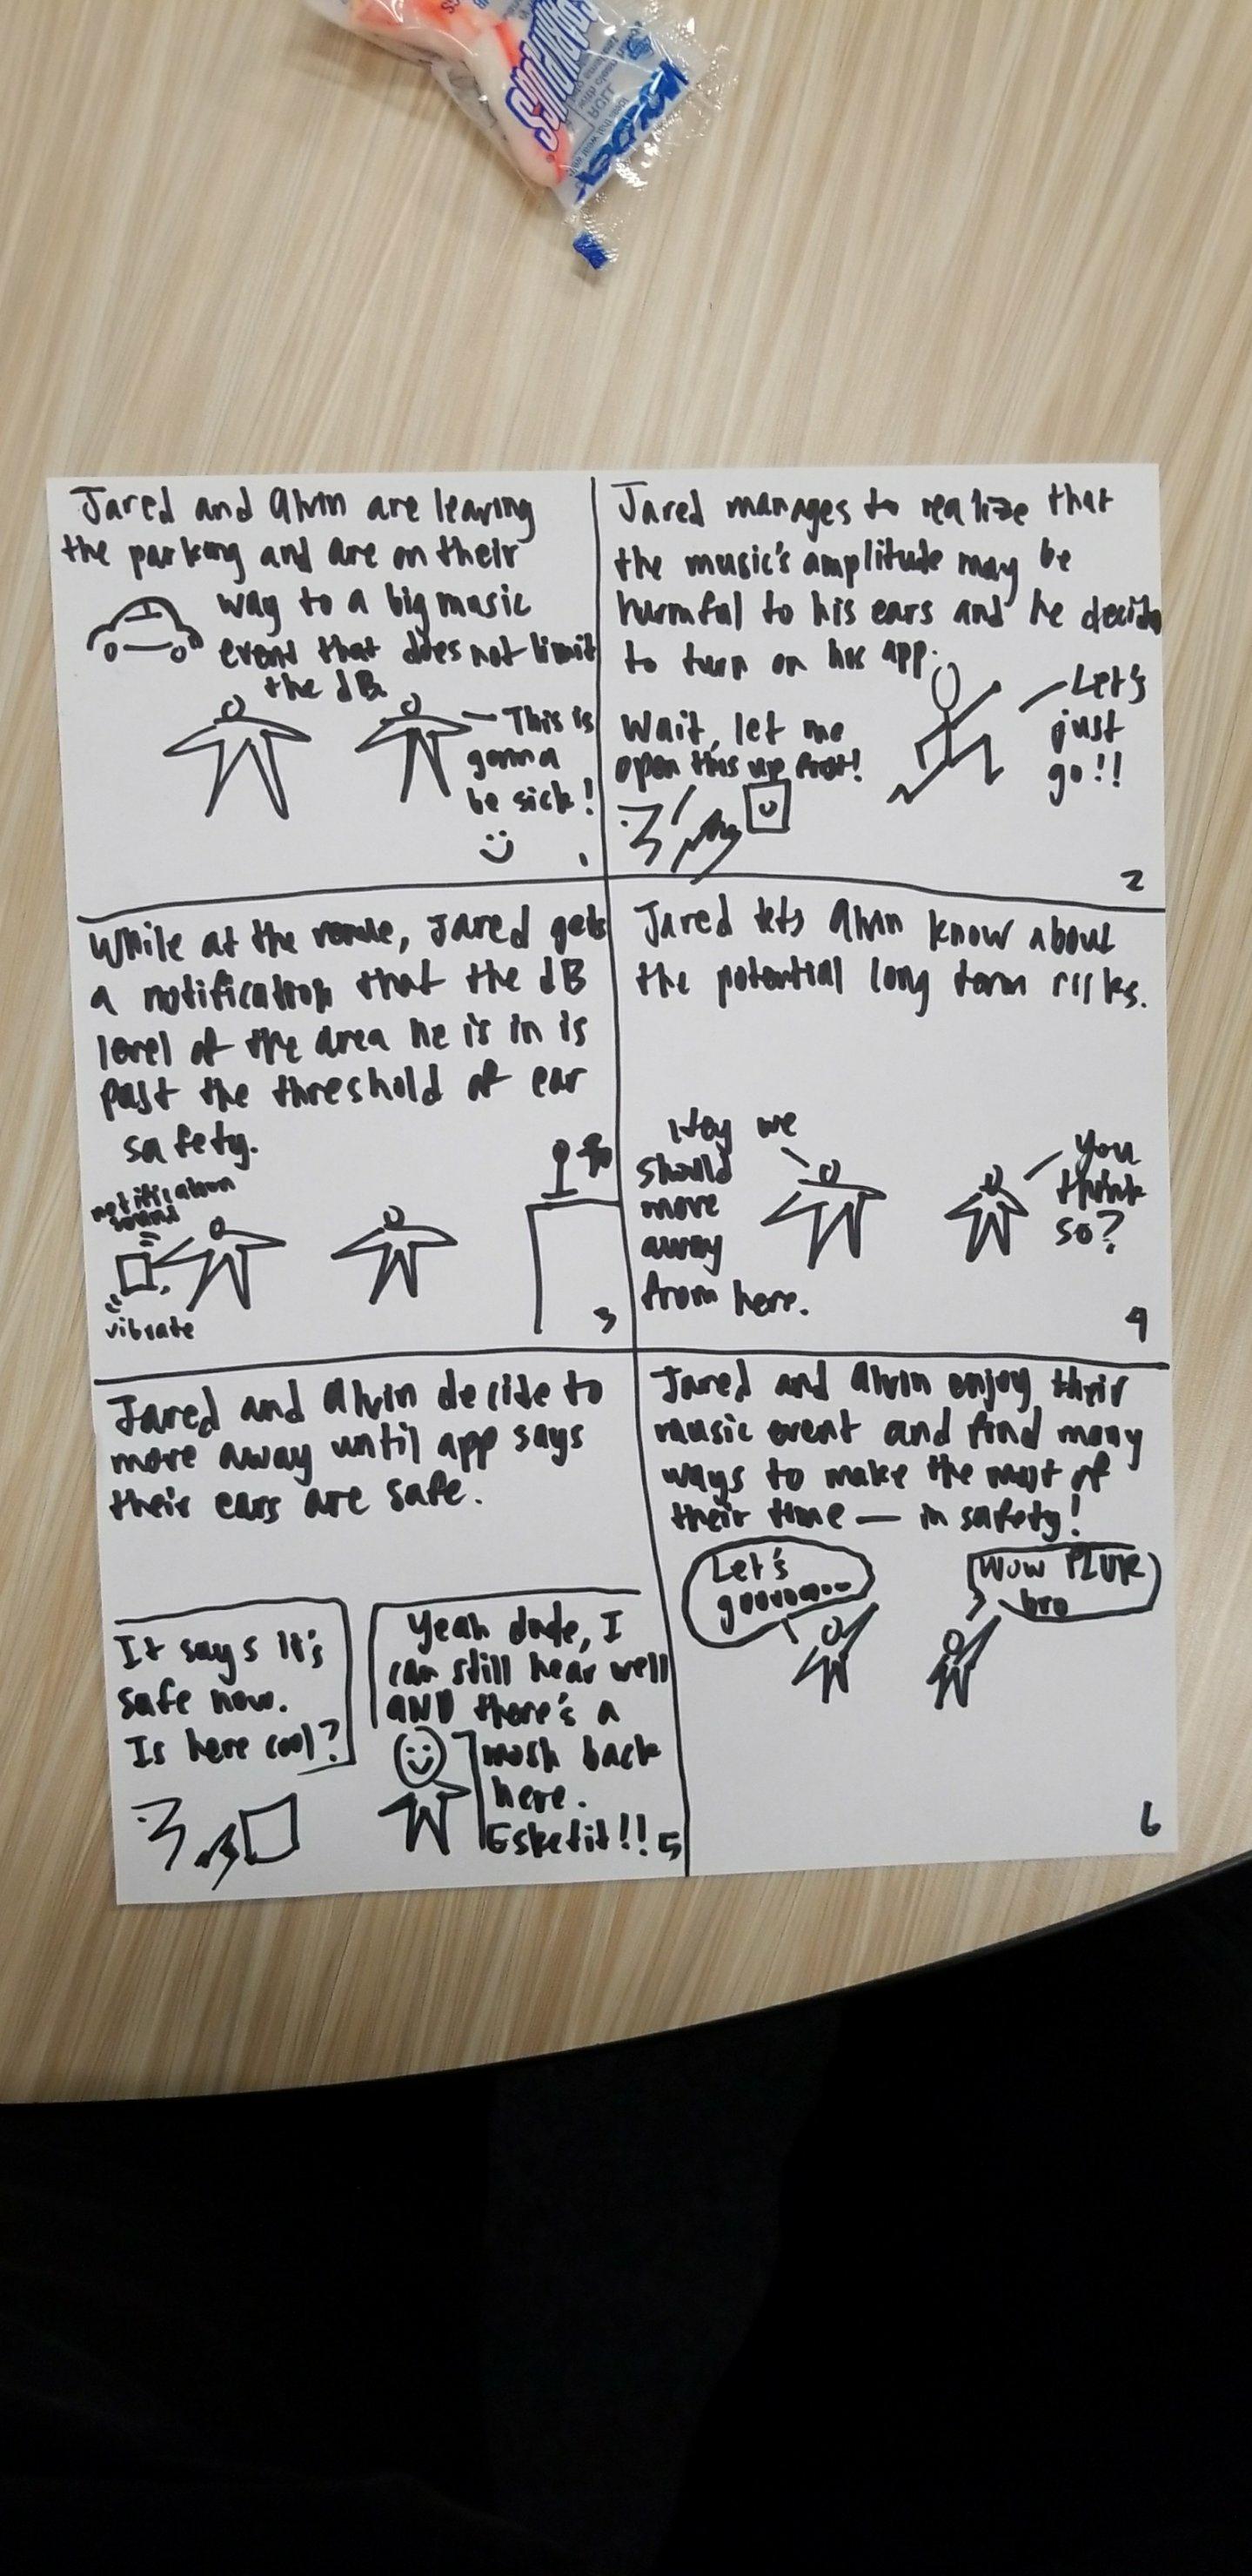 SparkPlugs
ROLL
MOLDEX
Jared and Alvin are leaving
the parking and are on their
way to a big music
event that does not limit
the dB.
This is
gonna
be sick!
1
Jared manages to realize that
the music's amplitude may be
harmful to his ears and he decide
to turn on his app.
Wait, let me
open this up first!
Let's
just
go!!
2
While at the venue, Jared gets
a notification that the dB
level of the area he is in is
past the threshold of ear
safety.
notification
sound
vibrate
3
Jared lets Alvin know about
the potential long term risks.
Hey we
should
move
away
from here.
You
think
so?
4
Jared and Alvin decide to
move away until app says
their ears are safe.
It says it's
safe now.
Is here cool?
Yeah dude, I
can still hear well
AND there's a
mosh back
here.
Esketit!!
5
Jared and Alvin enjoy their
music event and find many
ways to make the most of
their time — in safety!
Let's
gooooo...
Wow PLUR
bro
6